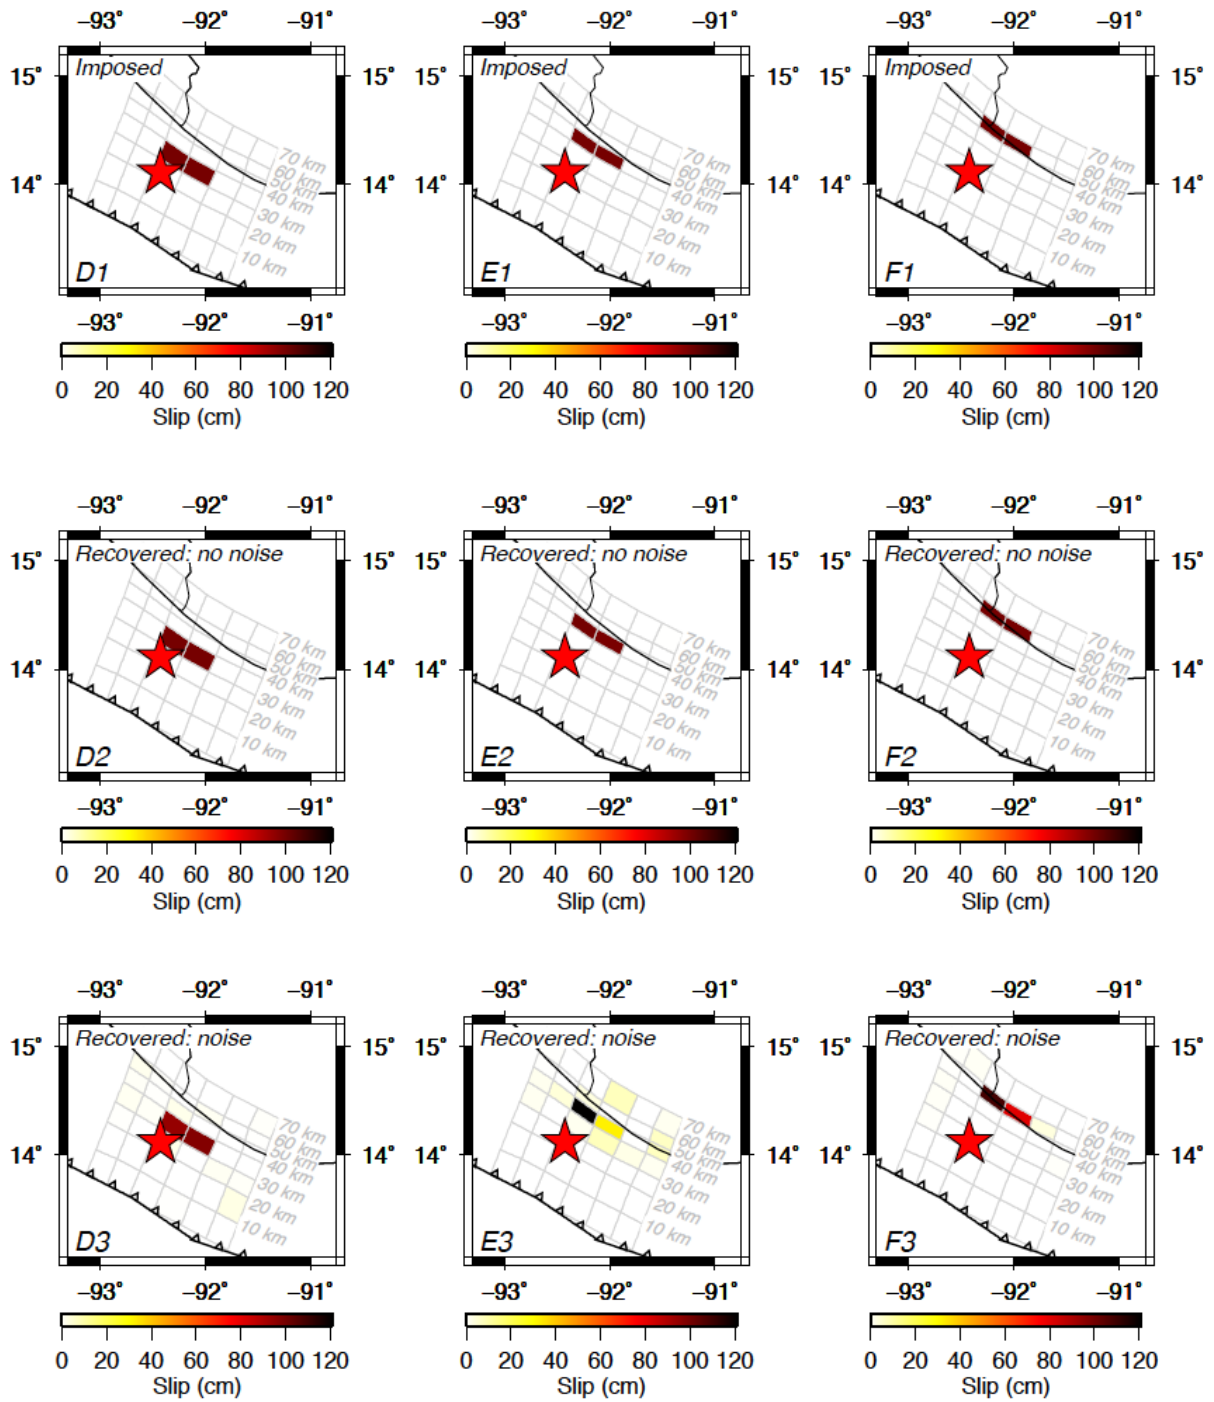 −93° −92° −91° −93° −92° −91° −93° −92° −91°
Imposed Imposed Imposed
15° 15° 15° 15°
14° 14° 14° 14°
70 km 70 km 70 km
60 km 60 km 60 km
50 km 50 km 50 km
40 km 40 km 40 km
30 km 30 km 30 km
20 km 20 km 20 km
10 km 10 km 10 km
D1 E1 F1
−93° −92° −91° −93° −92° −91° −93° −92° −91°
0 20 40 60 80 100 120 0 20 40 60 80 100 120 0 20 40 60 80 100 120
Slip (cm) Slip (cm) Slip (cm)
−93° −92° −91° −93° −92° −91° −93° −92° −91°
Recovered: no noise Recovered: no noise Recovered: no noise
15° 15° 15° 15°
14° 14° 14° 14°
70 km 70 km 70 km
60 km 60 km 60 km
50 km 50 km 50 km
40 km 40 km 40 km
30 km 30 km 30 km
20 km 20 km 20 km
10 km 10 km 10 km
D2 E2 F2
−93° −92° −91° −93° −92° −91° −93° −92° −91°
0 20 40 60 80 100 120 0 20 40 60 80 100 120 0 20 40 60 80 100 120
Slip (cm) Slip (cm) Slip (cm)
−93° −92° −91° −93° −92° −91° −93° −92° −91°
Recovered: noise Recovered: noise Recovered: noise
15° 15° 15° 15°
14° 14° 14° 14°
70 km 70 km 70 km
60 km 60 km 60 km
50 km 50 km 50 km
40 km 40 km 40 km
30 km 30 km 30 km
20 km 20 km 20 km
10 km 10 km 10 km
D3 E3 F3
−93° −92° −91° −93° −92° −91° −93° −92° −91°
0 20 40 60 80 100 120 0 20 40 60 80 100 120 0 20 40 60 80 100 120
Slip (cm) Slip (cm) Slip (cm)